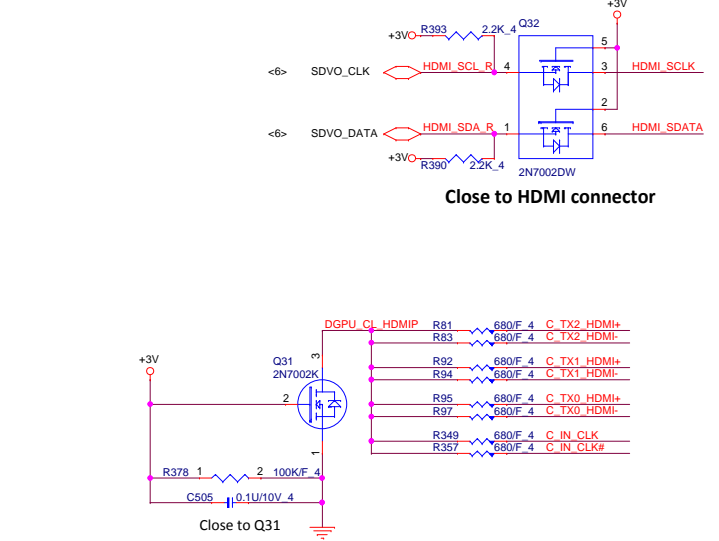 +3V
+3V R393 2.2K_4 Q32
5
<6> SDVO_CLK HDMI_SCL_R 4 3 HDMI_SCLK
2
<6> SDVO_DATA HDMI_SDA_R 1 6 HDMI_SDATA
+3V R390 2.2K_4
2N7002DW
Close to HDMI connector
DGPU_CL_HDMIP R81 680/F_4 C_TX2_HDMI+
R83 680/F_4 C_TX2_HDMI-
+3V Q31 3 R92 680/F_4 C_TX1_HDMI+
2N7002K R94 680/F_4 C_TX1_HDMI-
2 R95 680/F_4 C_TX0_HDMI+
R97 680/F_4 C_TX0_HDMI-
R349 680/F_4 C_IN_CLK
1 R357 680/F_4 C_IN_CLK#
R378 1 2 100K/F_4
C505 0.1U/10V_4
Close to Q31